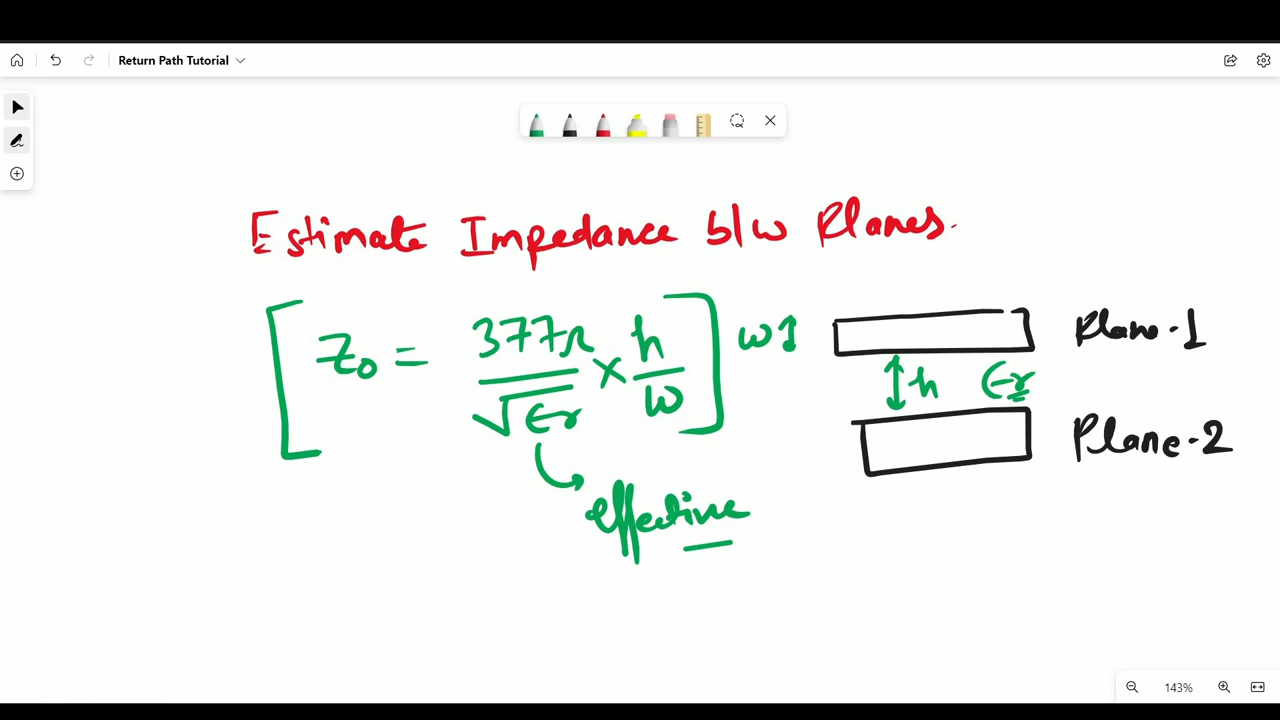 Return Path Tutorial
Estimate Impedance b/w Planes.
Z0 = 377Ω/√εr × h/w
w
Plane-1
h
εr
Plane-2
effective
143%